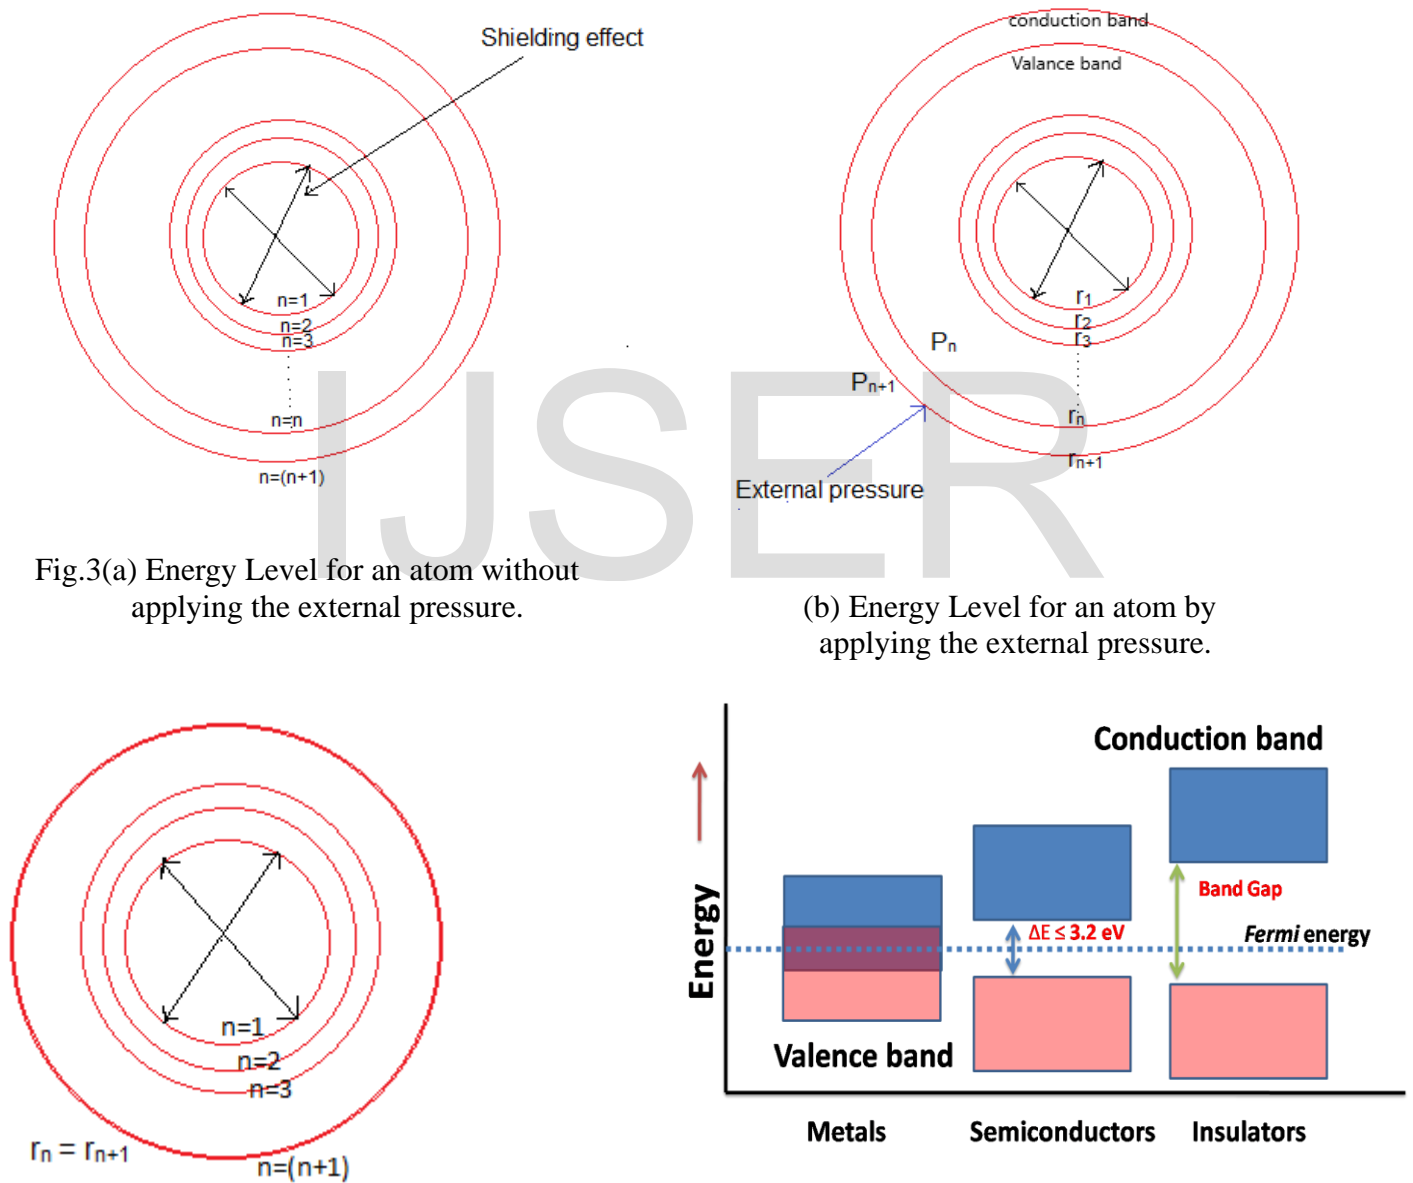 Shielding effect
n=1
n=2
n=3
n=n
n=(n+1)
conduction band
Valance band
r1
r2
r3
Pn
Pn+1
rn
rn+1
External pressure
IJSER
Fig.3(a) Energy Level for an atom without
applying the external pressure.
(b) Energy Level for an atom by
applying the external pressure.
n=1
n=2
n=3
rn = rn+1
n=(n+1)
Energy
Conduction band
Band Gap
ΔE ≤ 3.2 eV
Fermi energy
Valence band
Metals
Semiconductors
Insulators